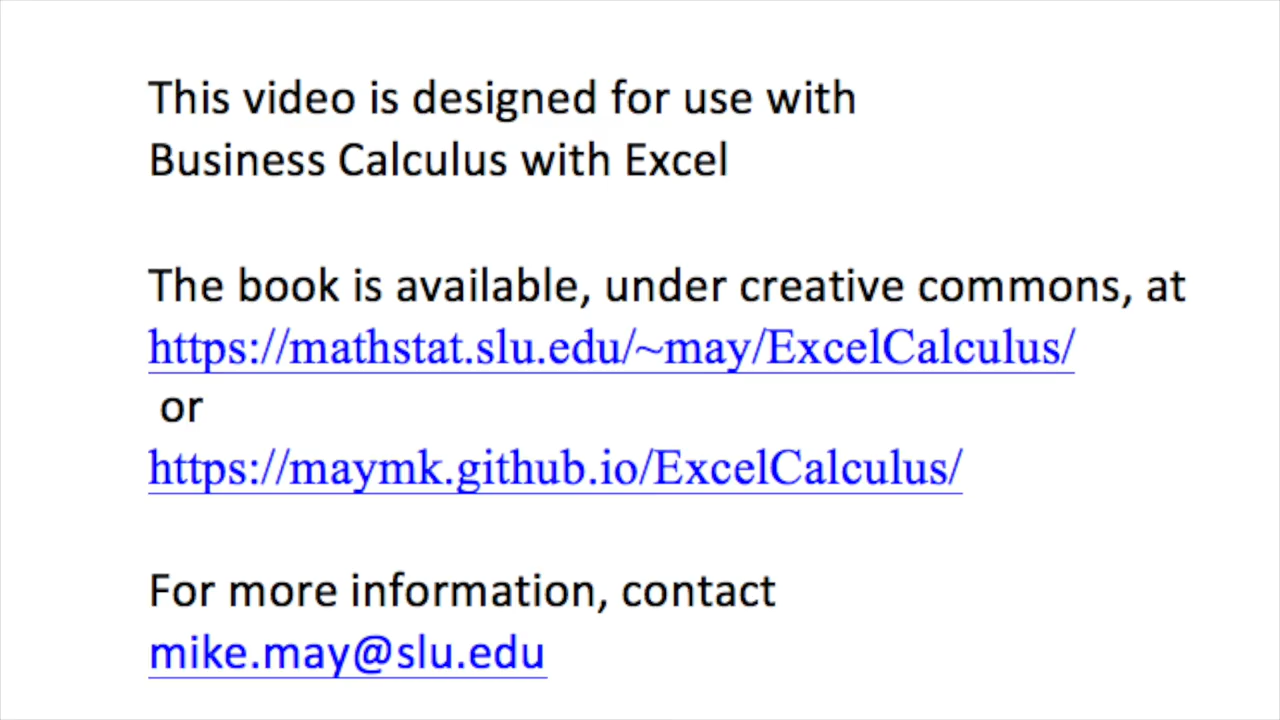 This video is designed for use with
Business Calculus with Excel
The book is available, under creative commons, at
https://mathstat.slu.edu/~may/ExcelCalculus/
or
https://maymk.github.io/ExcelCalculus/
For more information, contact
mike.may@slu.edu